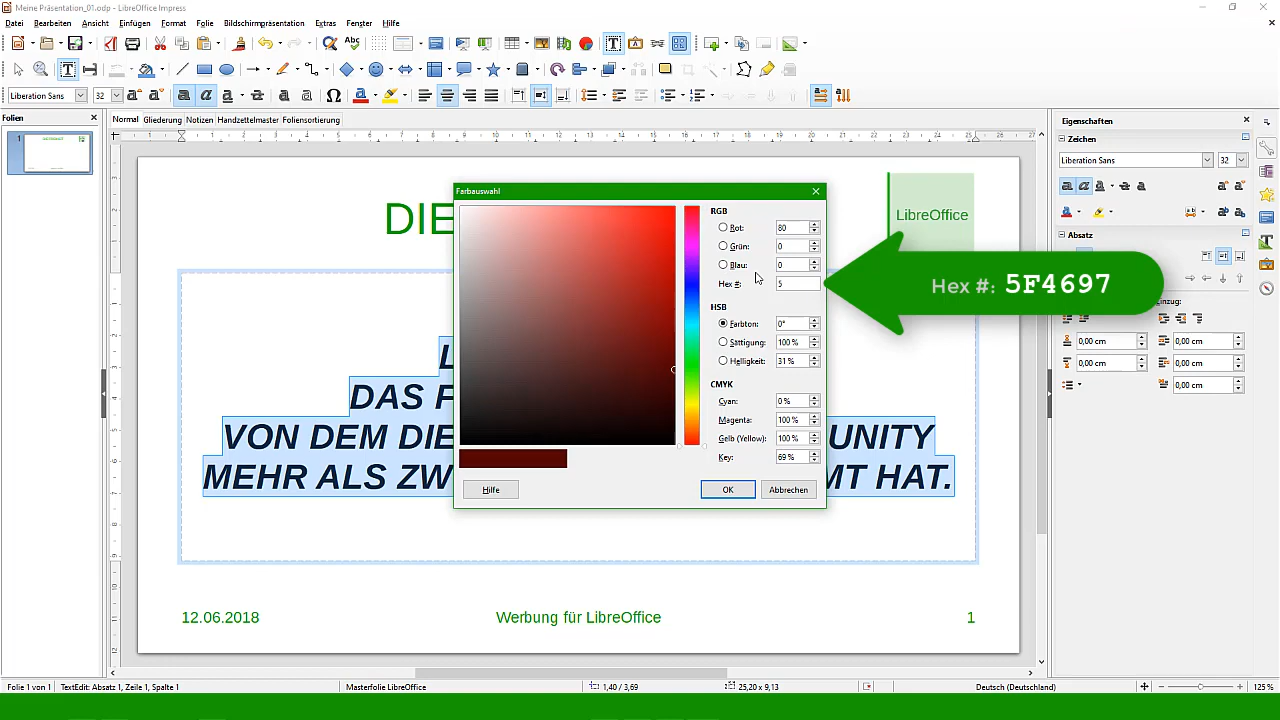 Meine Präsentation_01.odp - LibreOffice Impress
Datei Bearbeiten Ansicht Einfügen Format Folie Bildschirmpräsentation Extras Fenster Hilfe
Liberation Sans 32
Folien
Normal Gliederung Notizen Handzettelmaster Foliensortierung
Eigenschaften
Zeichen
Liberation Sans 32
Absatz
Einzug:
0,00 cm 0,00 cm
0,00 cm 0,00 cm
0,00 cm
1
DIE
LibreOffice
DAS F
VON DEM DIE UNITY
MEHR ALS ZW MT HAT.
12.06.2018 Werbung für LibreOffice 1
Farbauswahl
RGB
Rot: 80
Grün: 0
Blau: 0
Hex #: 5
HSB
Farbton: 0°
Sättigung: 100 %
Helligkeit: 31 %
CMYK
Cyan: 0 %
Magenta: 100 %
Gelb (Yellow): 100 %
Key: 69 %
Hilfe OK Abbrechen
Hex #: 5F4697
Folie 1 von 1 TextEdit: Absatz 1, Zeile 1, Spalte 1 Masterfolie LibreOffice 1,40 / 3,69 25,20 x 9,13 Deutsch (Deutschland) 125 %